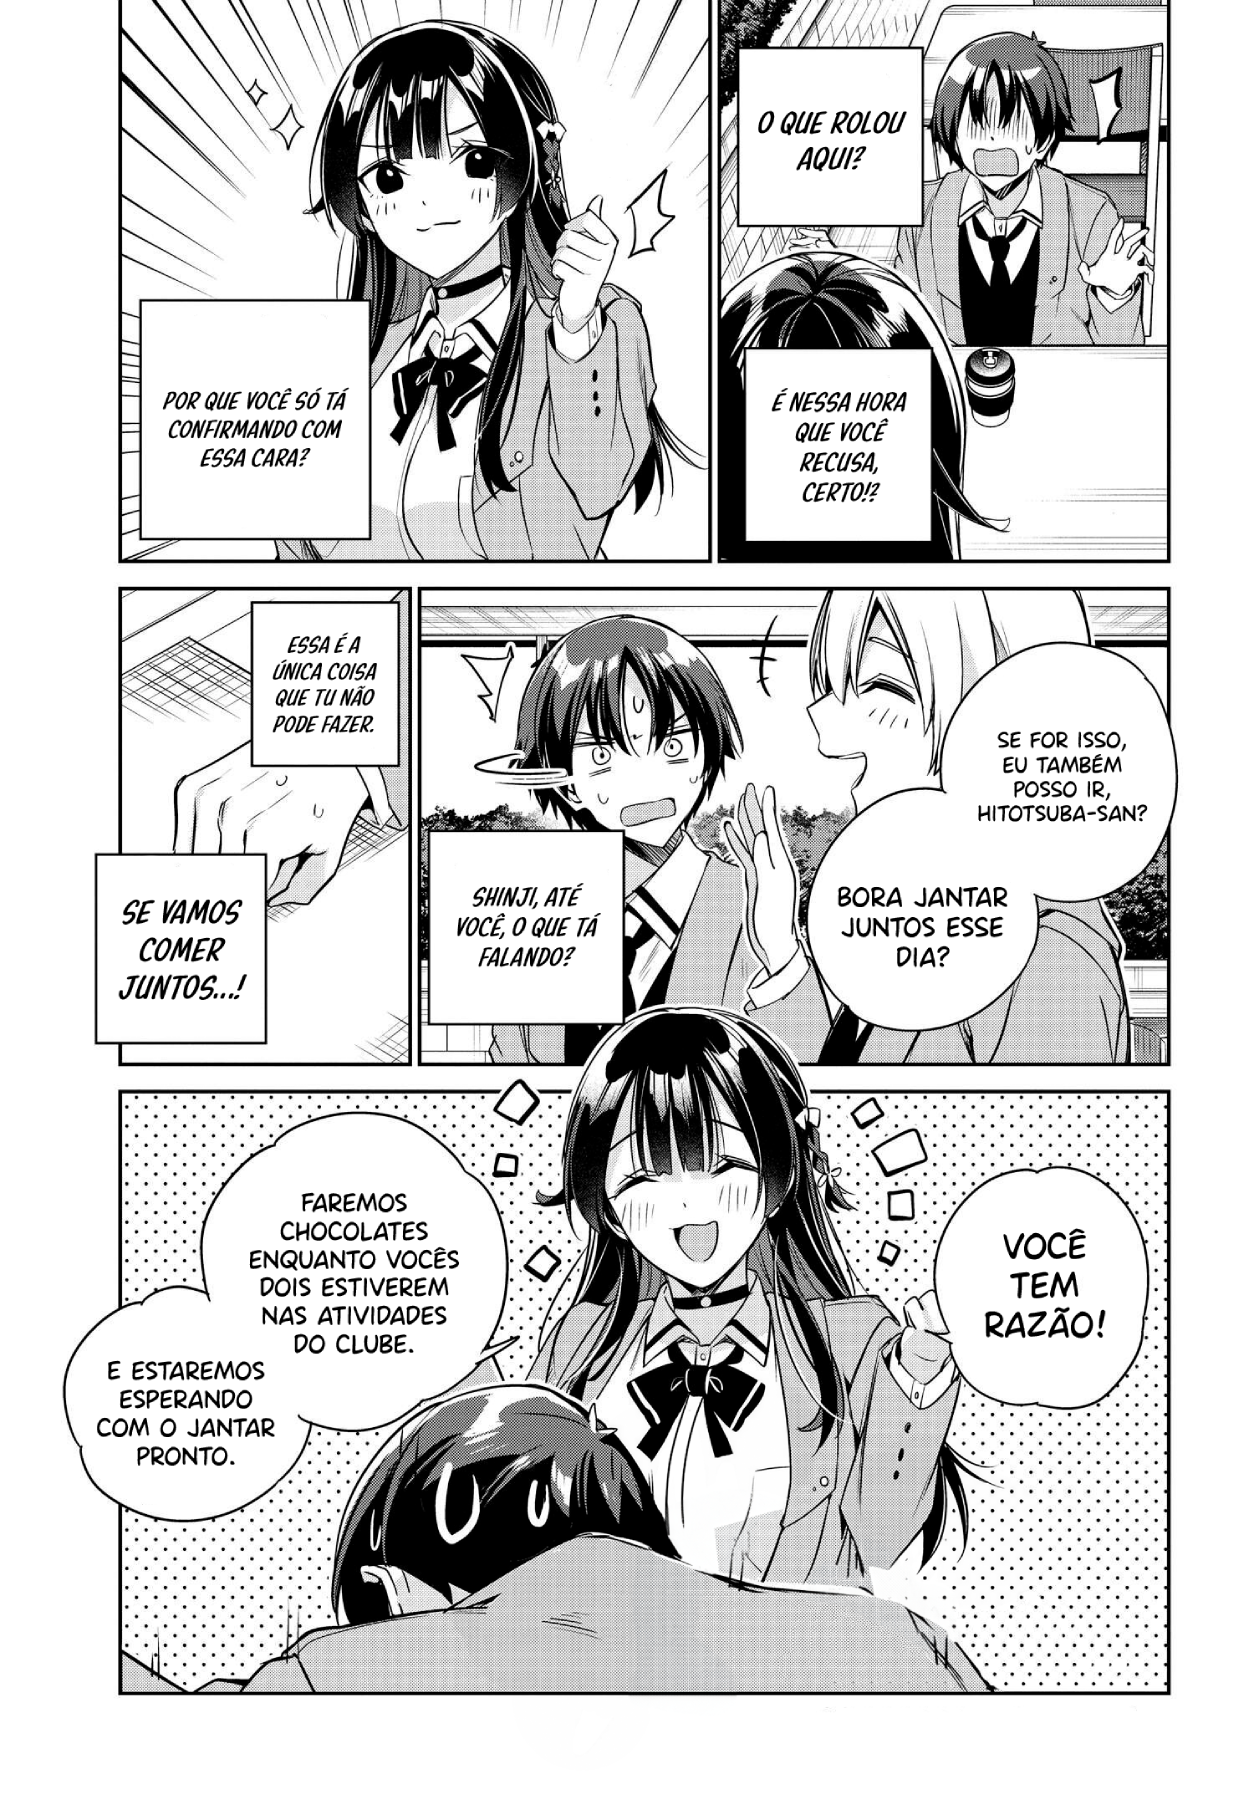 O QUE ROLOU
AQUI?
É NESSA HORA
QUE VOCÊ
RECUSA,
CERTO!?
POR QUE VOCÊ SÓ TÁ
CONFIRMANDO COM
ESSA CARA?
SE FOR ISSO,
EU TAMBÉM
POSSO IR,
HITOTSUBA-SAN?
BORA JANTAR
JUNTOS ESSE
DIA?
SHINJI, ATÉ
VOCÊ, O QUE TÁ
FALANDO?
ESSA É A
ÚNICA COISA
QUE TU NÃO
PODE FAZER.
SE VAMOS
COMER
JUNTOS...!
VOCÊ
TEM
RAZÃO!
FAREMOS
CHOCOLATES
ENQUANTO VOCÊS
DOIS ESTIVEREM
NAS ATIVIDADES
DO CLUBE.
E ESTAREMOS
ESPERANDO
COM O JANTAR
PRONTO.